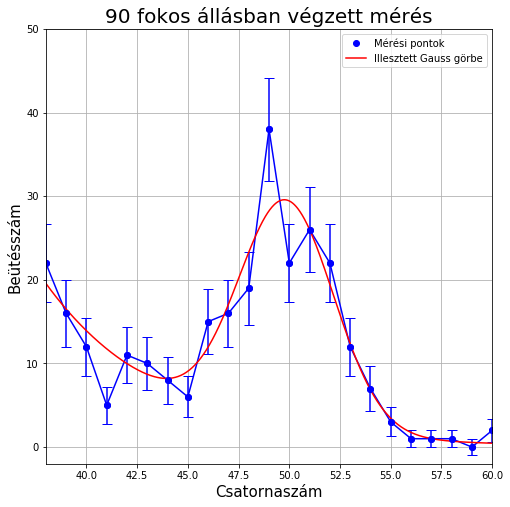 90 fokos állásban végzett mérés
Mérési pontok
Illesztett Gauss görbe
Beütésszám
50
40
30
20
10
0
40.0 42.5 45.0 47.5 50.0 52.5 55.0 57.5 60.0
Csatornaszám